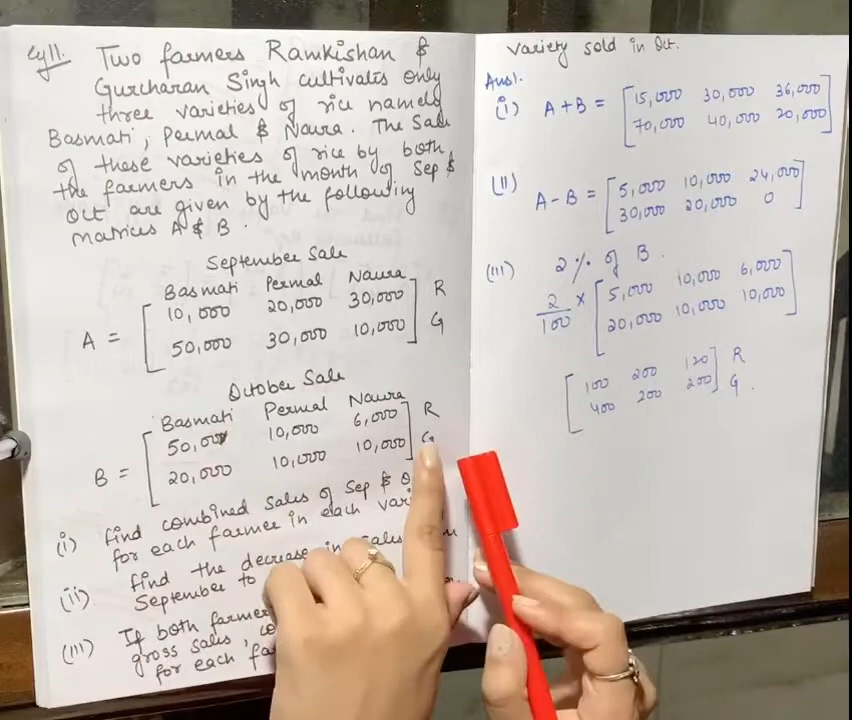 Eg 11. Two farmers Ramkishan &
Gurcharan Singh cultivates only
three varieties of rice namely
Basmati, Permal & Naura. The Sale
of these varieties of rice by both
the farmers in the month of Sep &
Oct are given by the following
matrices A & B.
September Sale
Basmati Permal Naura
10,000 20,000 30,000 R
A =
50,000 30,000 10,000 G
October Sale
Basmati Permal Naura
50,00 10,000 6,000 R
B =
20,000 10,000 10,000 G
(i) find combined sales of Sep &
for each farmer in each
(ii) find the decrease in sales
September to
(iii) If both farmer
gross sales,
for each
variety sold in Oct.
Ans1.
(i) A + B = [15,000 30,000 36,000
70,000 40,000 20,000]
(ii) A - B = [5,000 10,000 24,000
30,000 20,000 0]
(iii) 2% of B.
2/100 × [5,000 10,000 6,000
20,000 10,000 10,000]
[100 200 120] R
400 200 200 G.